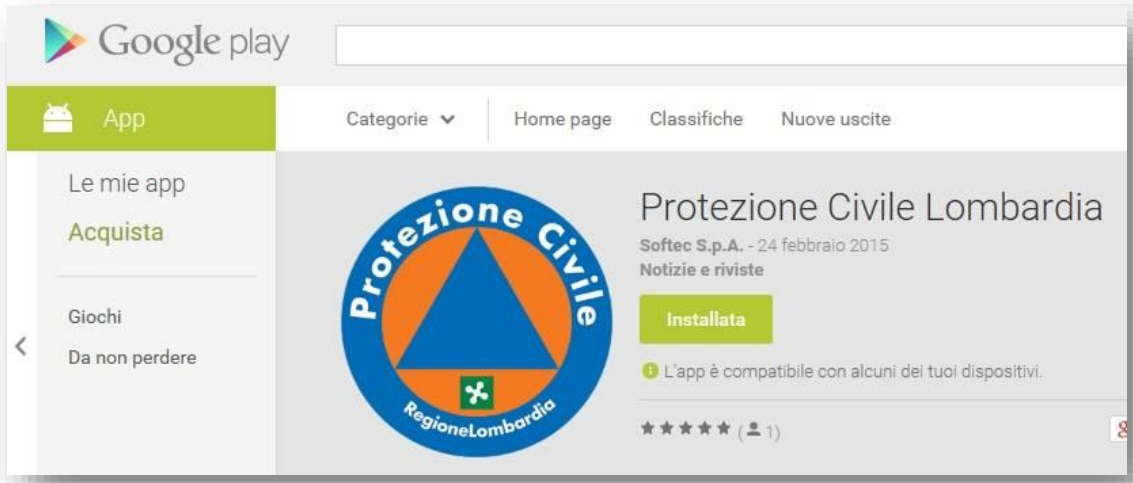 Google play
App
Categorie
Home page
Classifiche
Nuove uscite
Le mie app
Acquista
Giochi
Da non perdere
Protezione Civile
RegioneLombardia
Protezione Civile Lombardia
Softec S.p.A. - 24 febbraio 2015
Notizie e riviste
Installata
L'app è compatibile con alcuni dei tuoi dispositivi.
( 1)
g